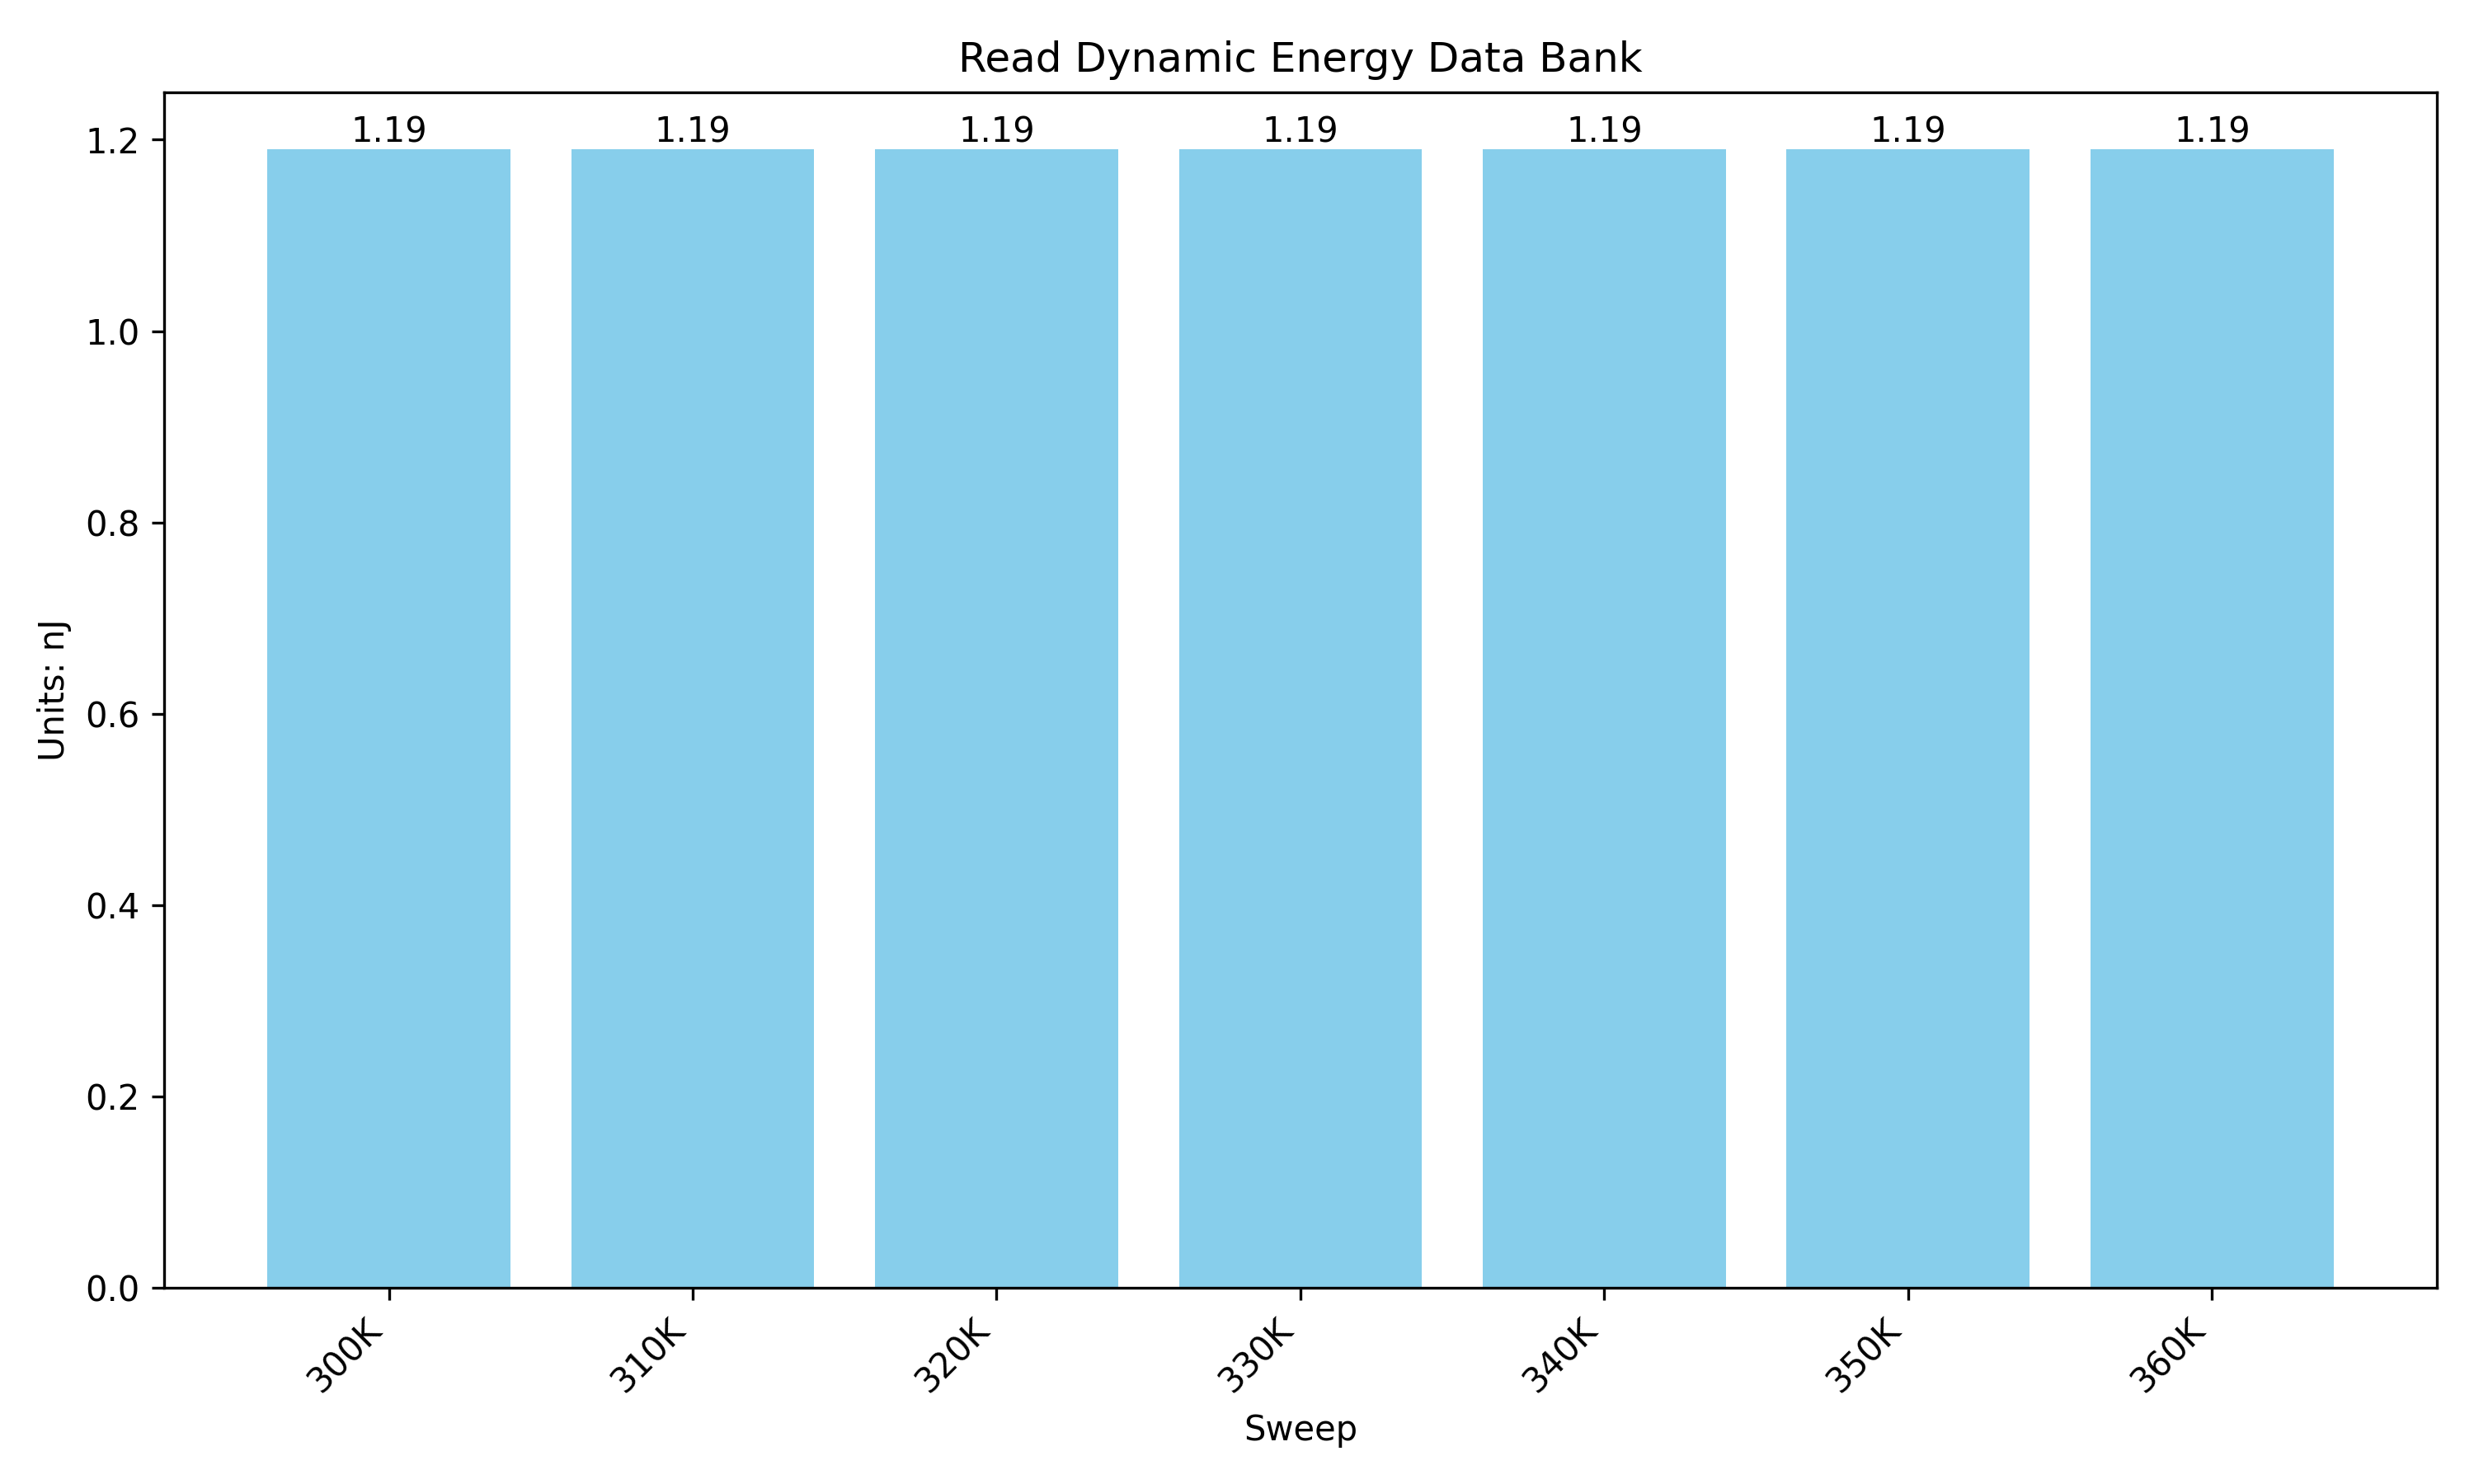 Read Dynamic Energy Data Bank
1.19 1.19 1.19 1.19 1.19 1.19 1.19
1.2
1.0
0.8
0.6
0.4
0.2
0.0
Units: nJ
300K 310K 320K 330K 340K 350K 360K
Sweep